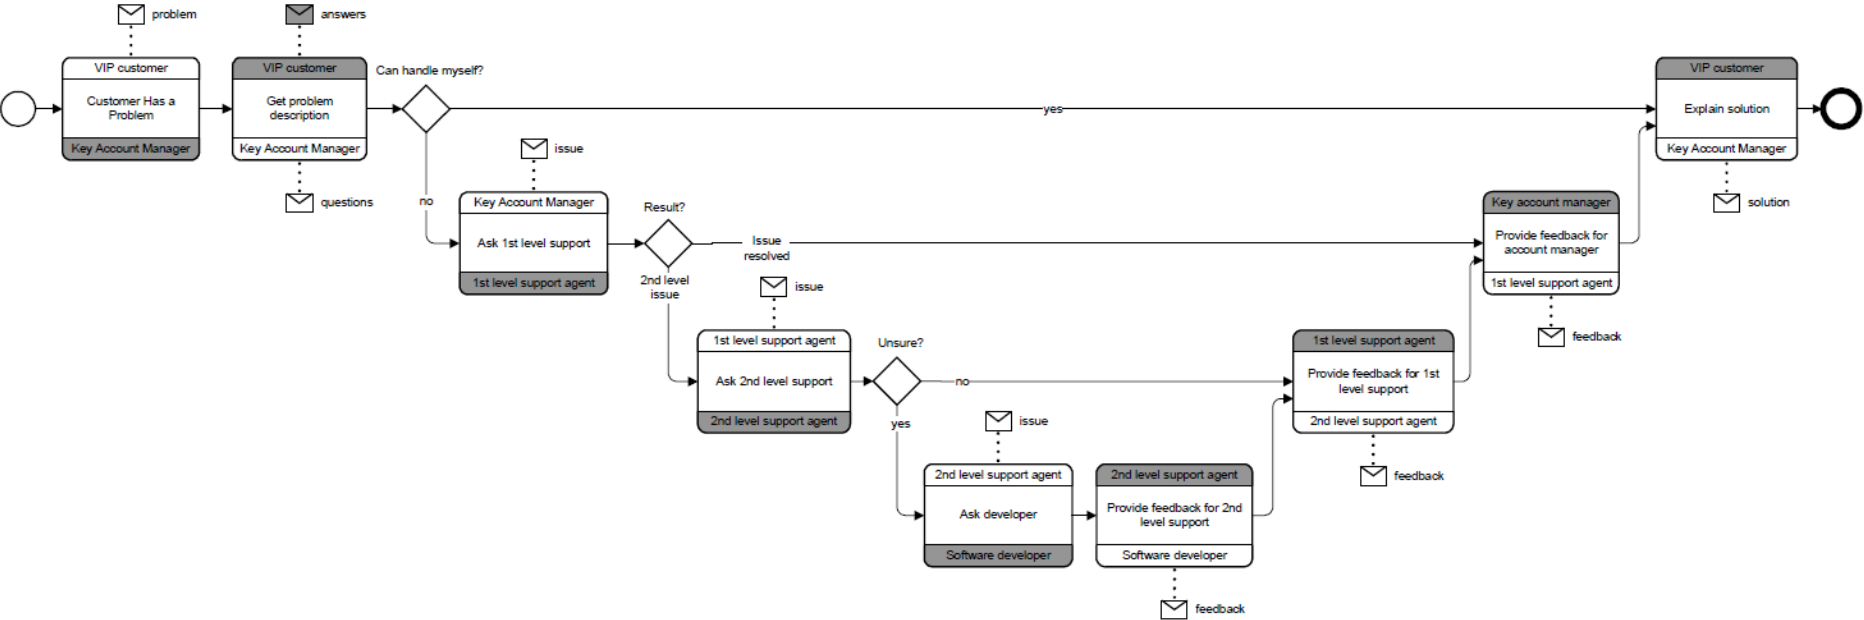 problem
answers
VIP customer
Customer Has a
Problem
Key Account Manager
VIP customer
Get problem
description
Key Account Manager
questions
Can handle myself?
yes
no
VIP customer
Explain solution
Key Account Manager
solution
issue
Key Account Manager
Ask 1st level support
1st level support agent
Result?
Issue
resolved
2nd level
issue
Key account manager
Provide feedback for
account manager
1st level support agent
feedback
issue
1st level support agent
Ask 2nd level support
2nd level support agent
Unsure?
no
yes
1st level support agent
Provide feedback for 1st
level support
2nd level support agent
feedback
issue
2nd level support agent
Ask developer
Software developer
2nd level support agent
Provide feedback for 2nd
level support
Software developer
feedback